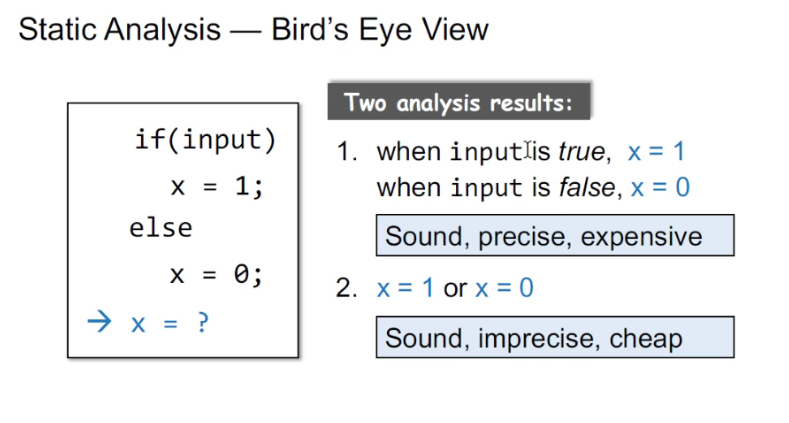 Static Analysis — Bird's Eye View
if(input)
x = 1;
else
x = 0;
→ x = ?
Two analysis results:
1. when input is true, x = 1
when input is false, x = 0
Sound, precise, expensive
2. x = 1 or x = 0
Sound, imprecise, cheap